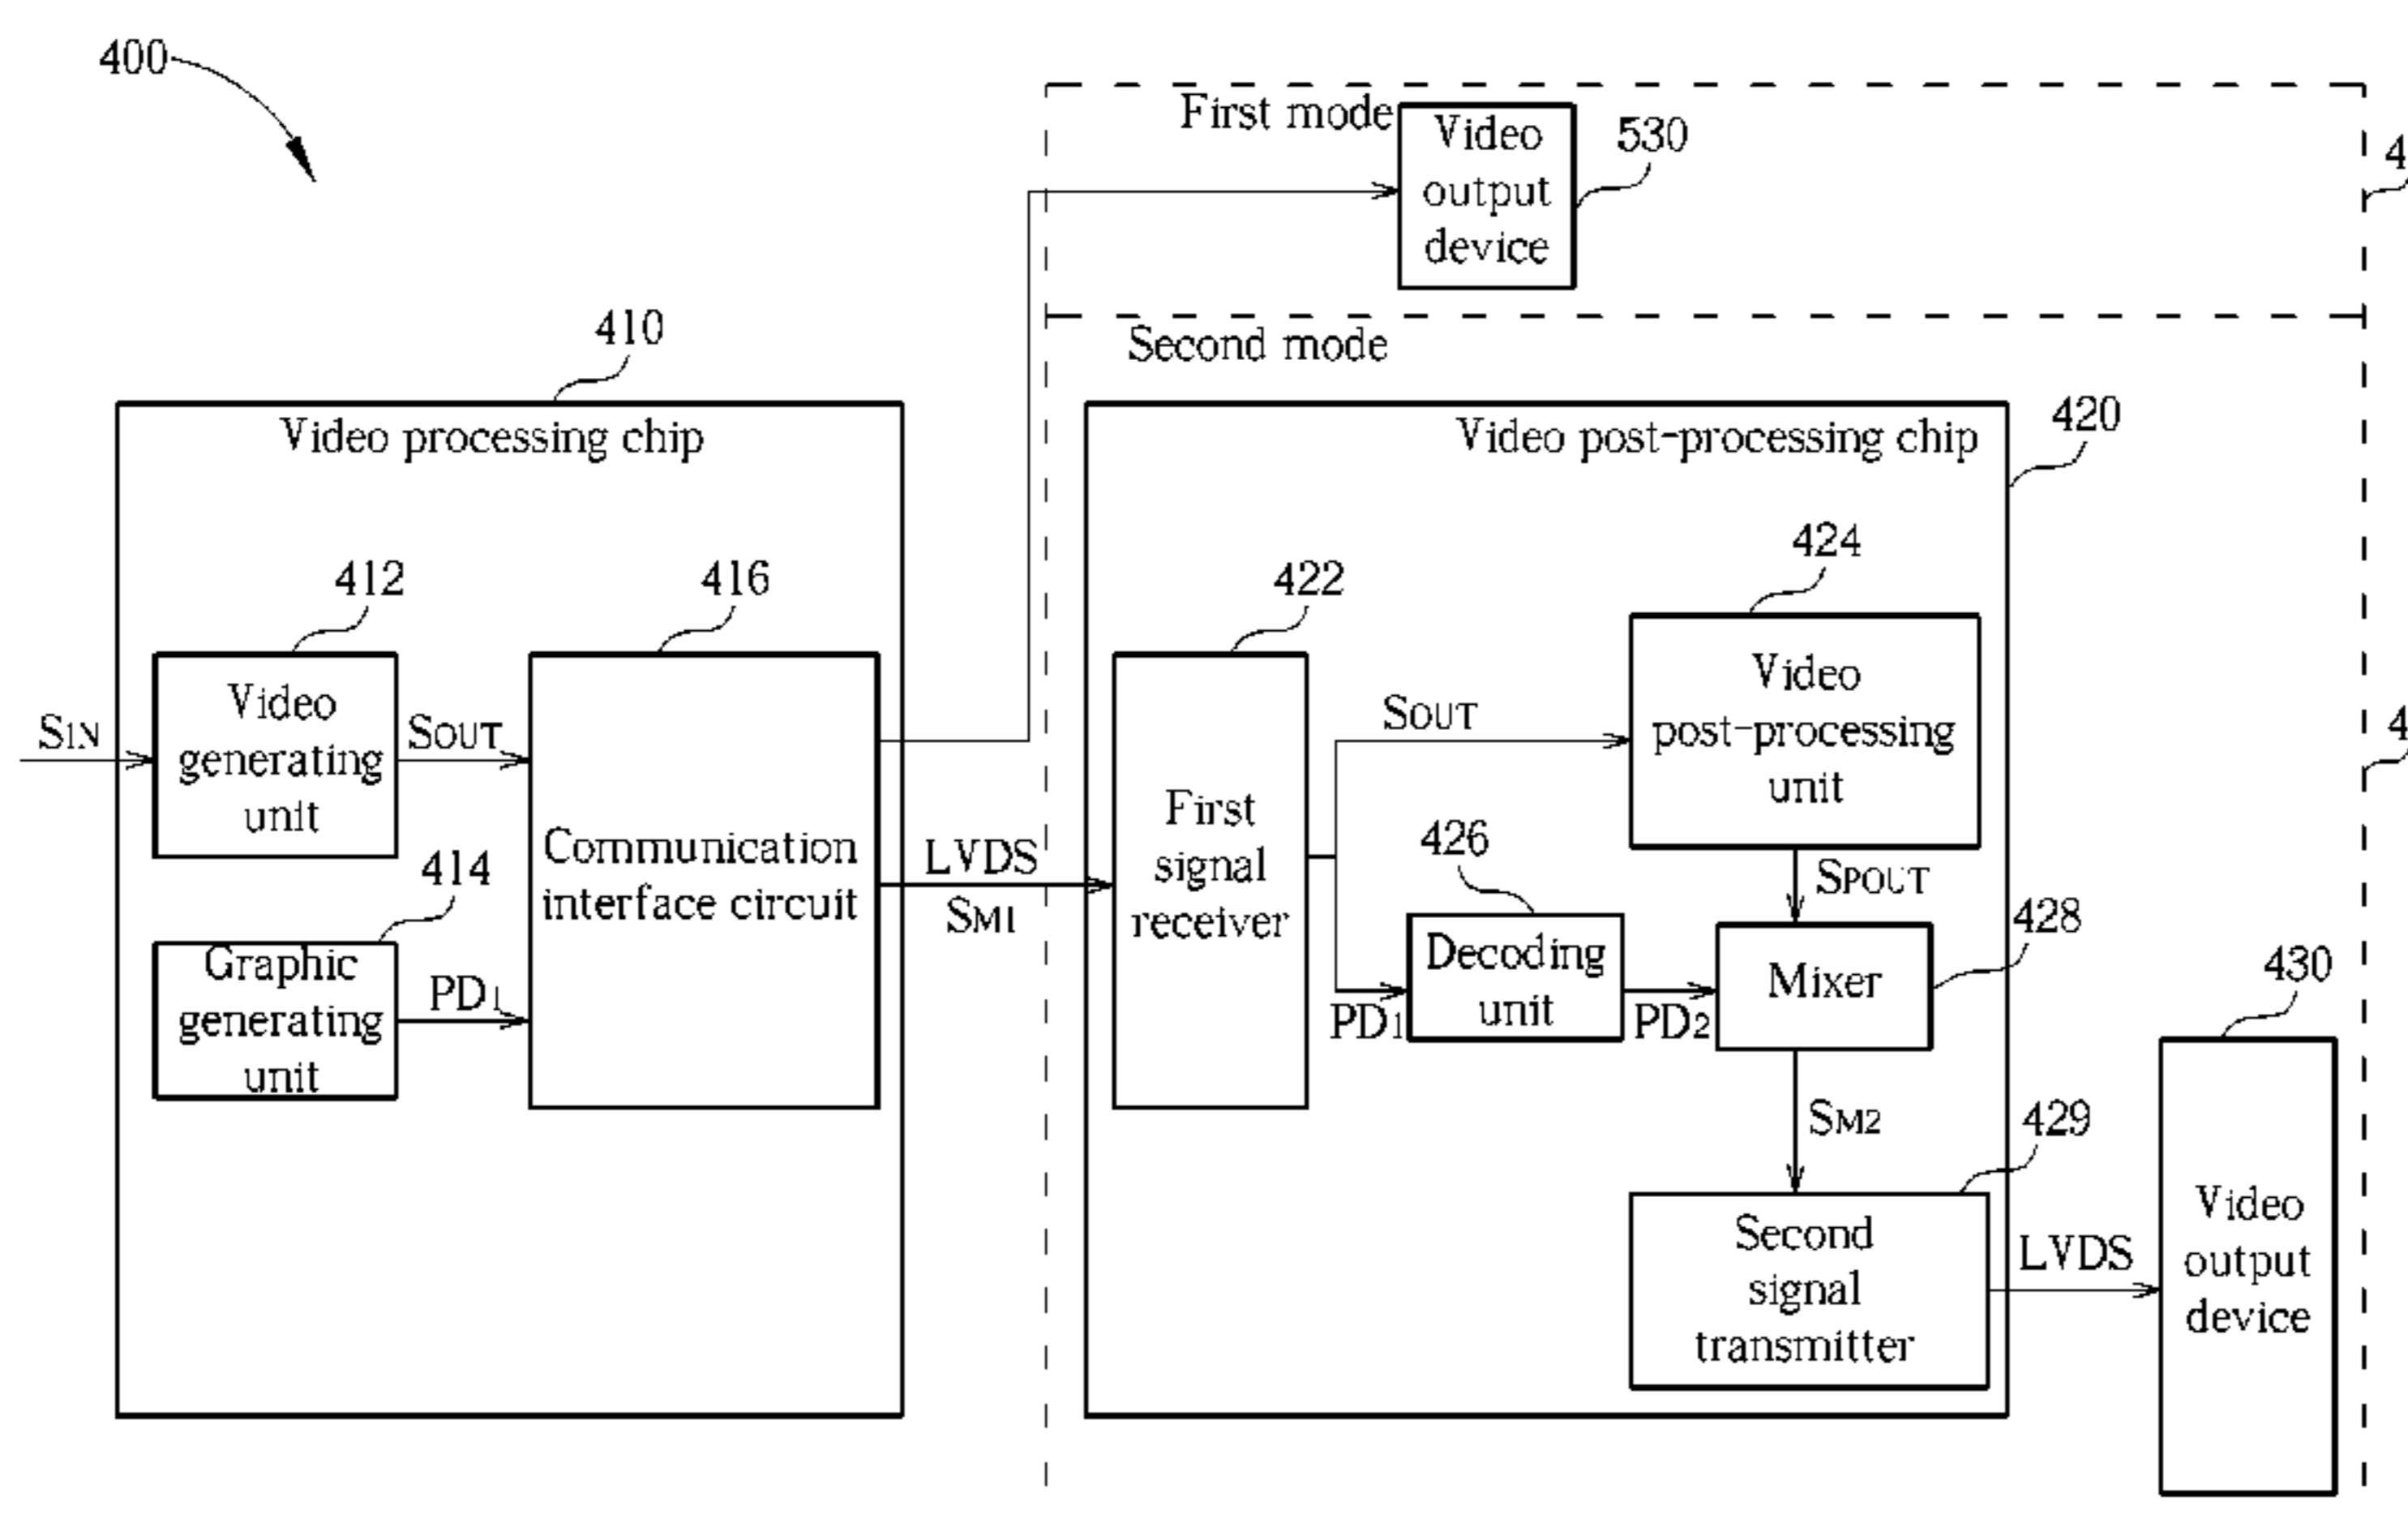 400
First mode
Video
output
device
530
4
Second mode
410
Video processing chip
Video post-processing chip
420
412
416
422
424
Video
generating
unit
SIN
SOUT
414
Graphic
generating
unit
PD1
Communication
interface circuit
LVDS
SM1
First
signal
receiver
SOUT
Video
post-processing
unit
4
426
SPOUT
Decoding
unit
PD1
PD2
Mixer
428
430
SM2
429
Second
signal
transmitter
LVDS
Video
output
device